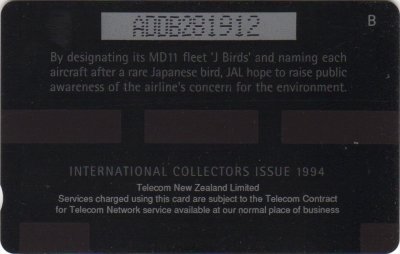 ADDB281912 B
By designating its MD11 fleet 'J Birds' and naming each
aircraft after a rare Japanese bird, JAL hope to raise public
awareness of the airline's concern for the environment.
INTERNATIONAL COLLECTORS ISSUE 1994
Telecom New Zealand Limited
Services charged using this card are subject to the Telecom Contract
for Telecom Network service available at our normal place of business